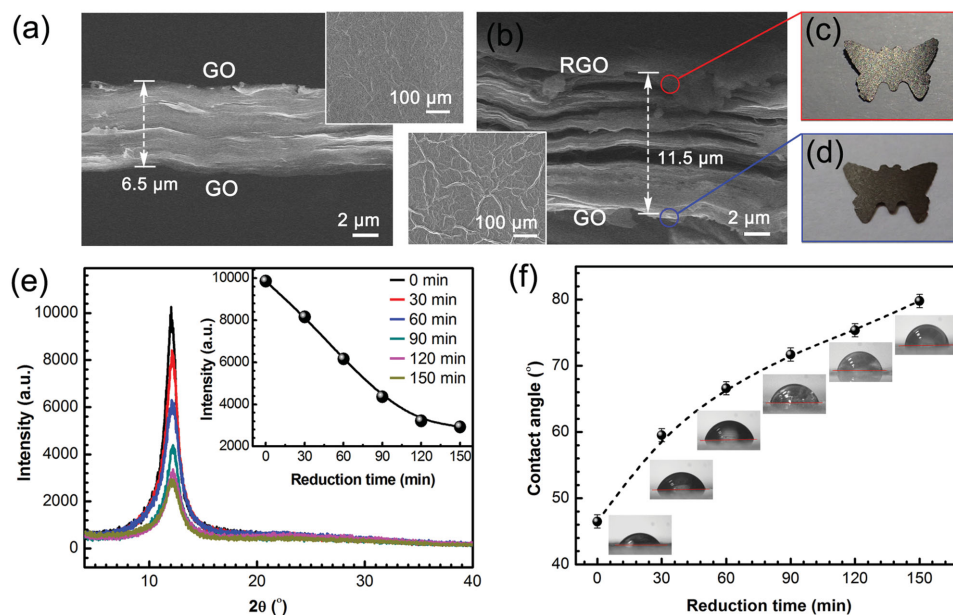 (a)
GO
6.5 μm
GO
2 μm
100 μm
100 μm
(b)
RGO
11.5 μm
GO
2 μm
(c)
(d)
(e)
Intensity (a.u.)
10000
8000
6000
4000
2000
0
10
20
30
40
2θ (°)
Intensity (a.u.)
10000
8000
6000
4000
2000
0 30 60 90 120 150
Reduction time (min)
0 min
30 min
60 min
90 min
120 min
150 min
(f)
Contact angle (°)
80
70
60
50
40
0 30 60 90 120 150
Reduction time (min)